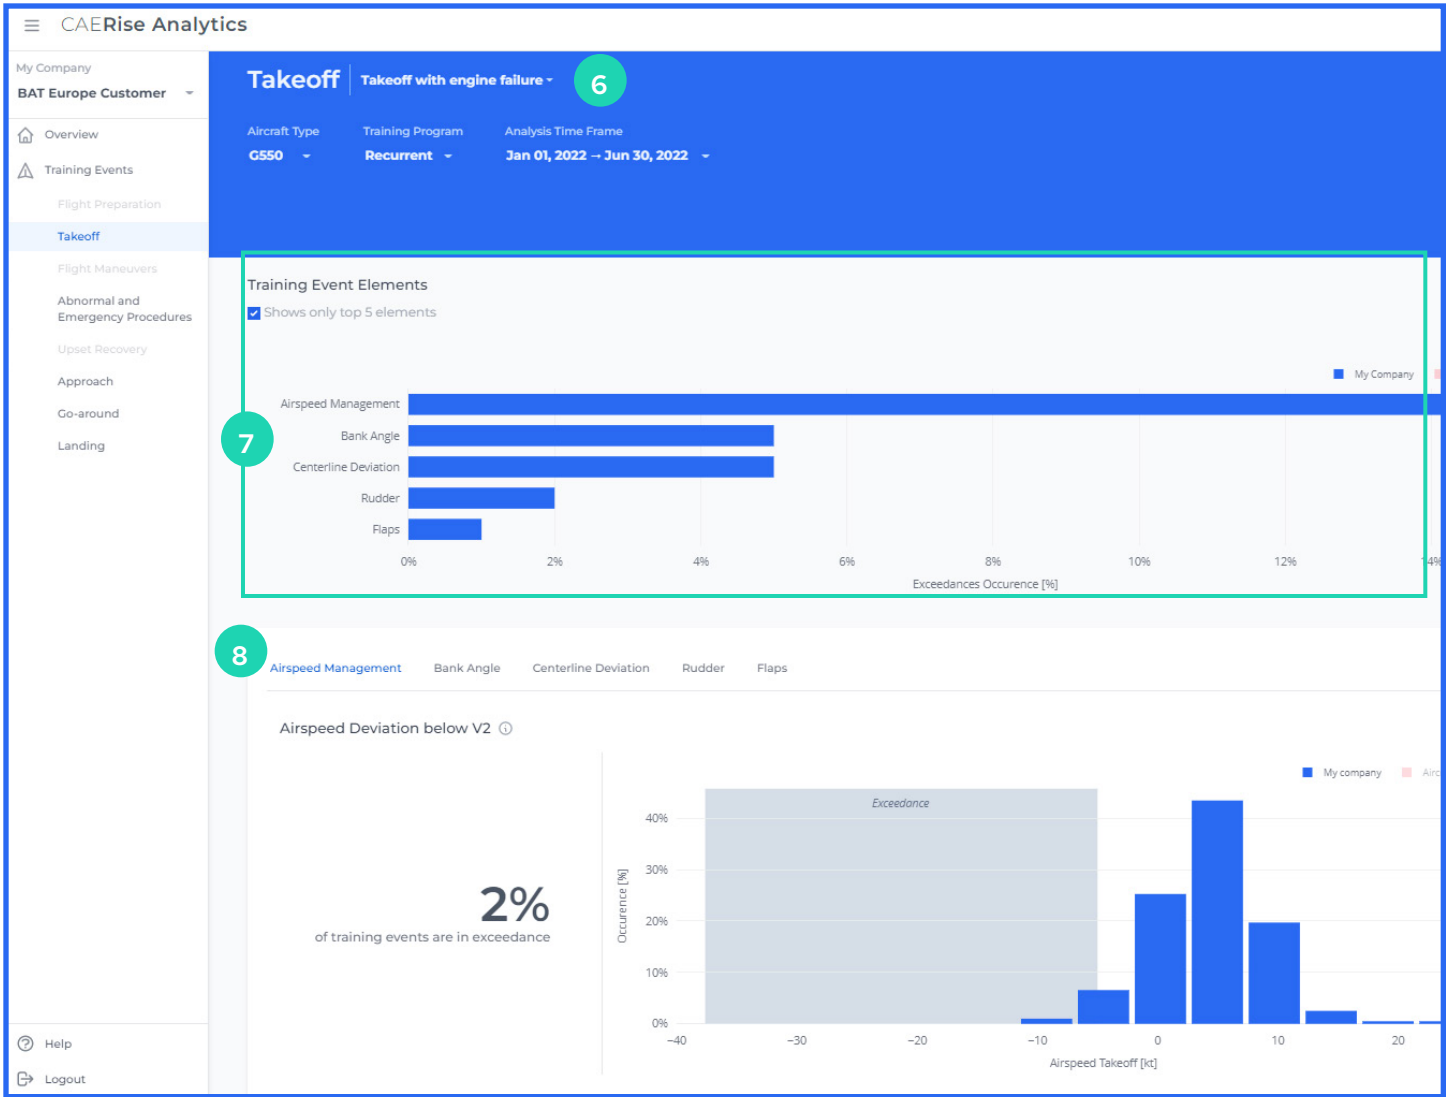 CAERise Analytics
My Company
BAT Europe Customer
Overview
Training Events
Flight Preparation
Takeoff
Flight Maneuvers
Abnormal and
Emergency Procedures
Upset Recovery
Approach
Go-around
Landing
Help
Logout
Takeoff Takeoff with engine failure 6
Aircraft Type Training Program Analysis Time Frame
G550 Recurrent Jan 01, 2022 → Jun 30, 2022
Training Event Elements
Shows only top 5 elements
My Company
7
Airspeed Management
Bank Angle
Centerline Deviation
Rudder
Flaps
0% 2% 4% 6% 8% 10% 12% 14%
Exceedances Occurence [%]
8
Airspeed Management Bank Angle Centerline Deviation Rudder Flaps
Airspeed Deviation below V2
2%
of training events are in exceedance
My company Airc
Exceedance
Occurence [%]
40%
30%
20%
10%
0%
−40 −30 −20 −10 0 10 20
Airspeed Takeoff [kt]